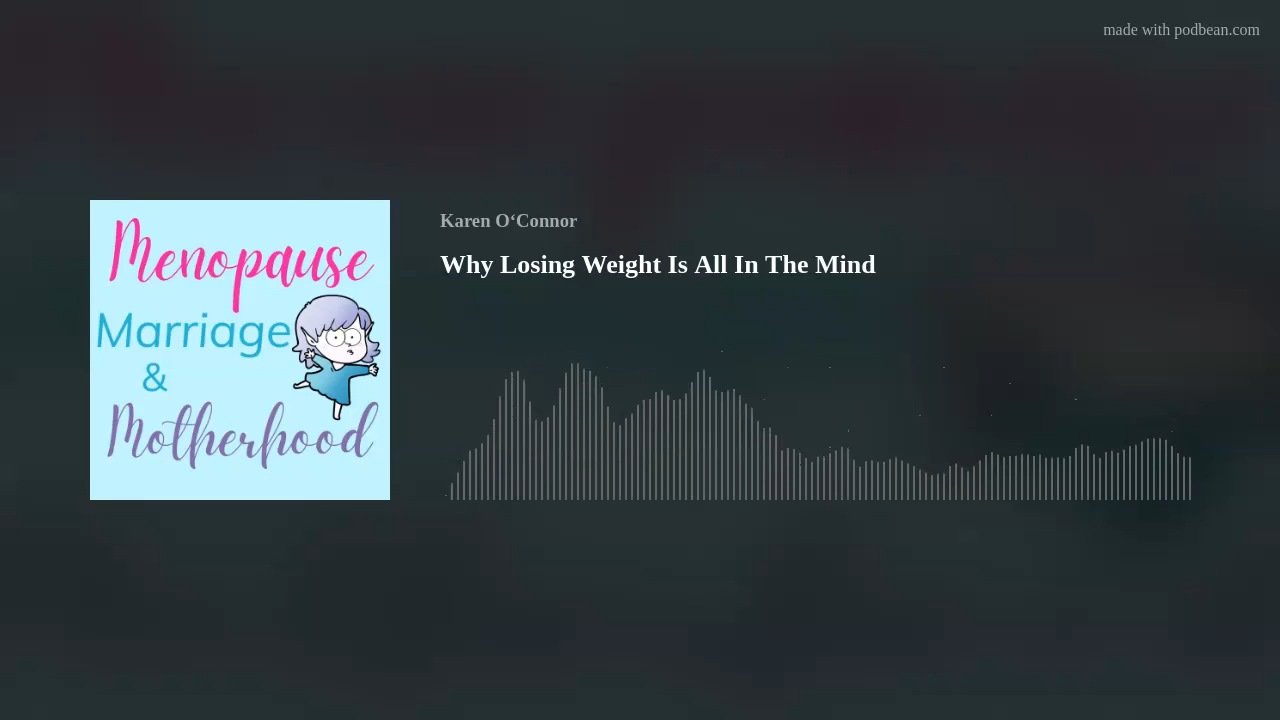 made with podbean.com
Menopause
Marriage
&
Motherhood
Karen O‘Connor
Why Losing Weight Is All In The Mind